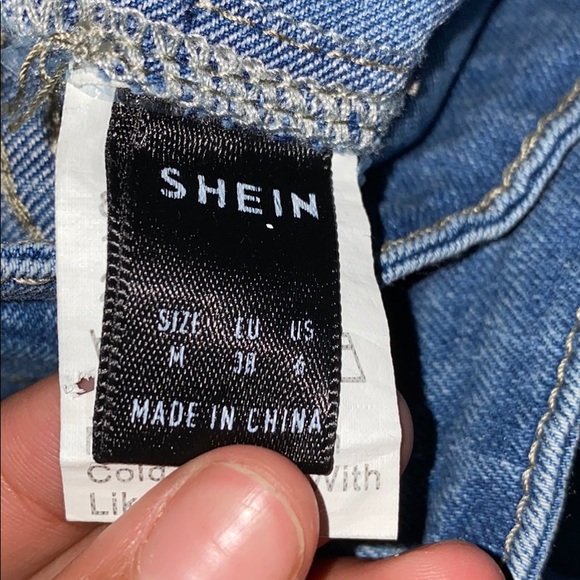 SHEIN
SIZE EU US
M 38 6
MADE IN CHINA
Cold With
Lik